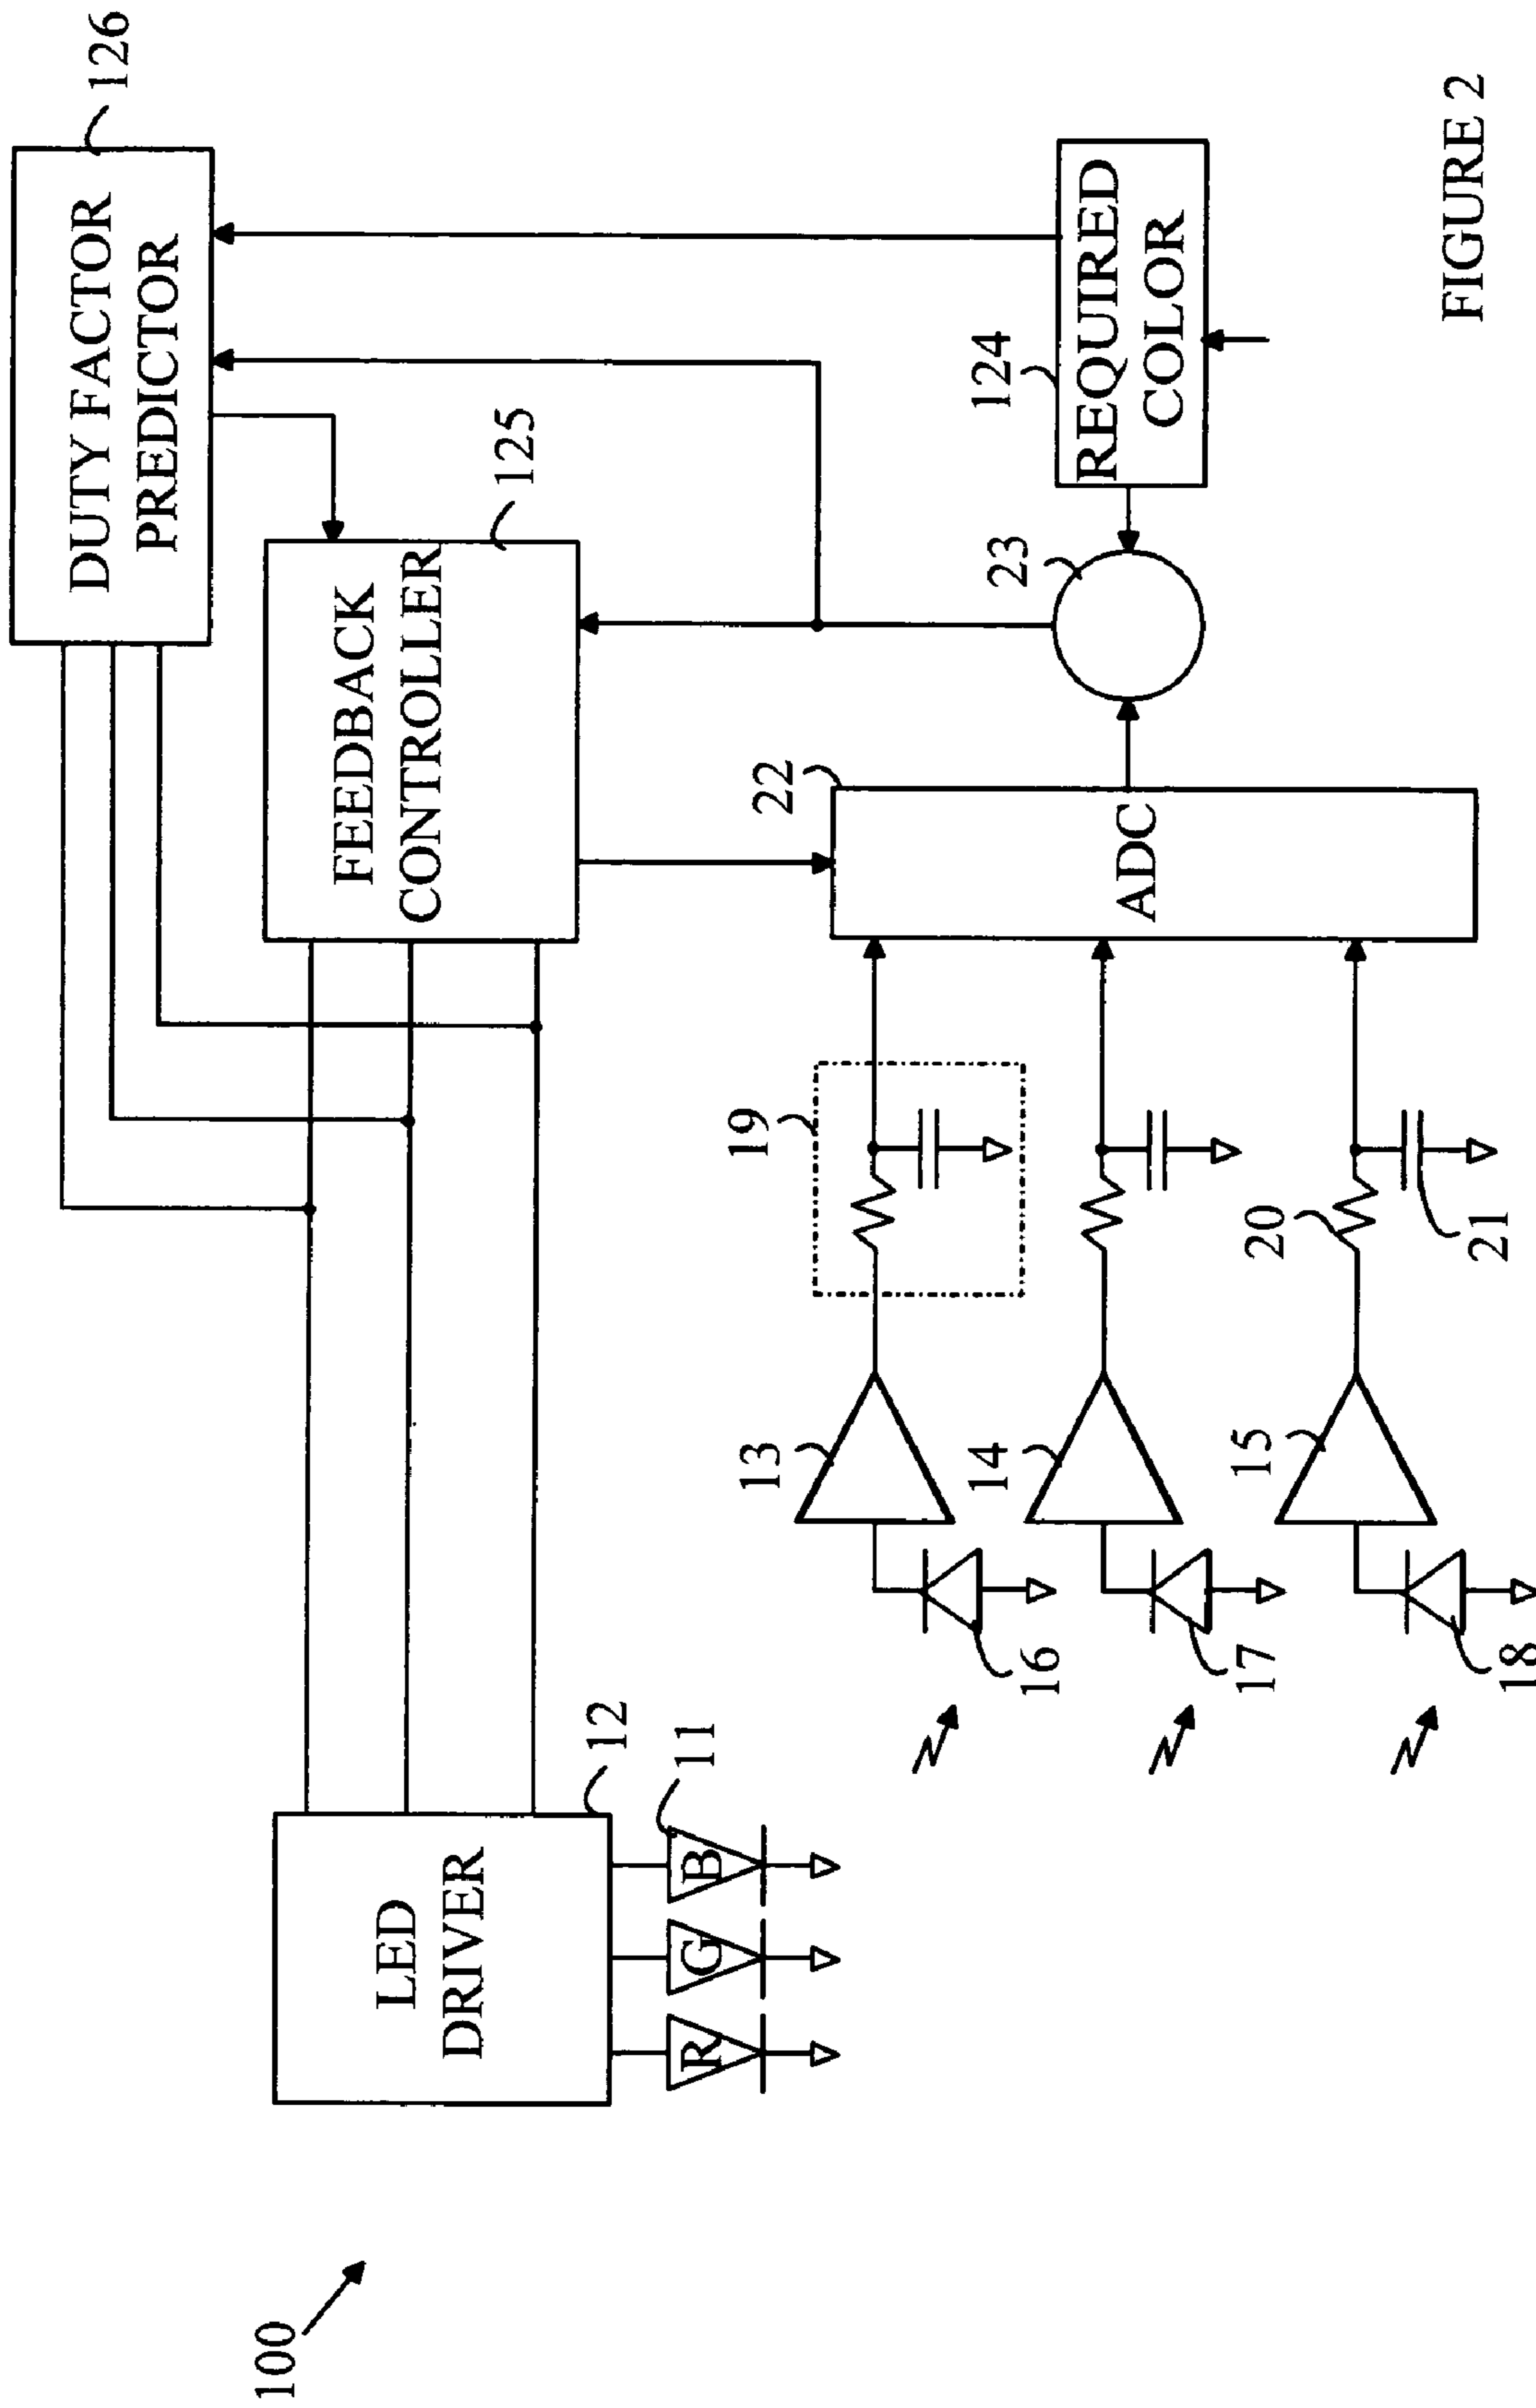 126
DUTY FACTOR
PREDICTOR
FEEDBACK
CONTROLLER
125
LED
DRIVER
12
11
R
G
B
100
13
14
15
16
17
18
19
20
21
22
ADC
23
124
REQUIRED
COLOR
FIGURE 2